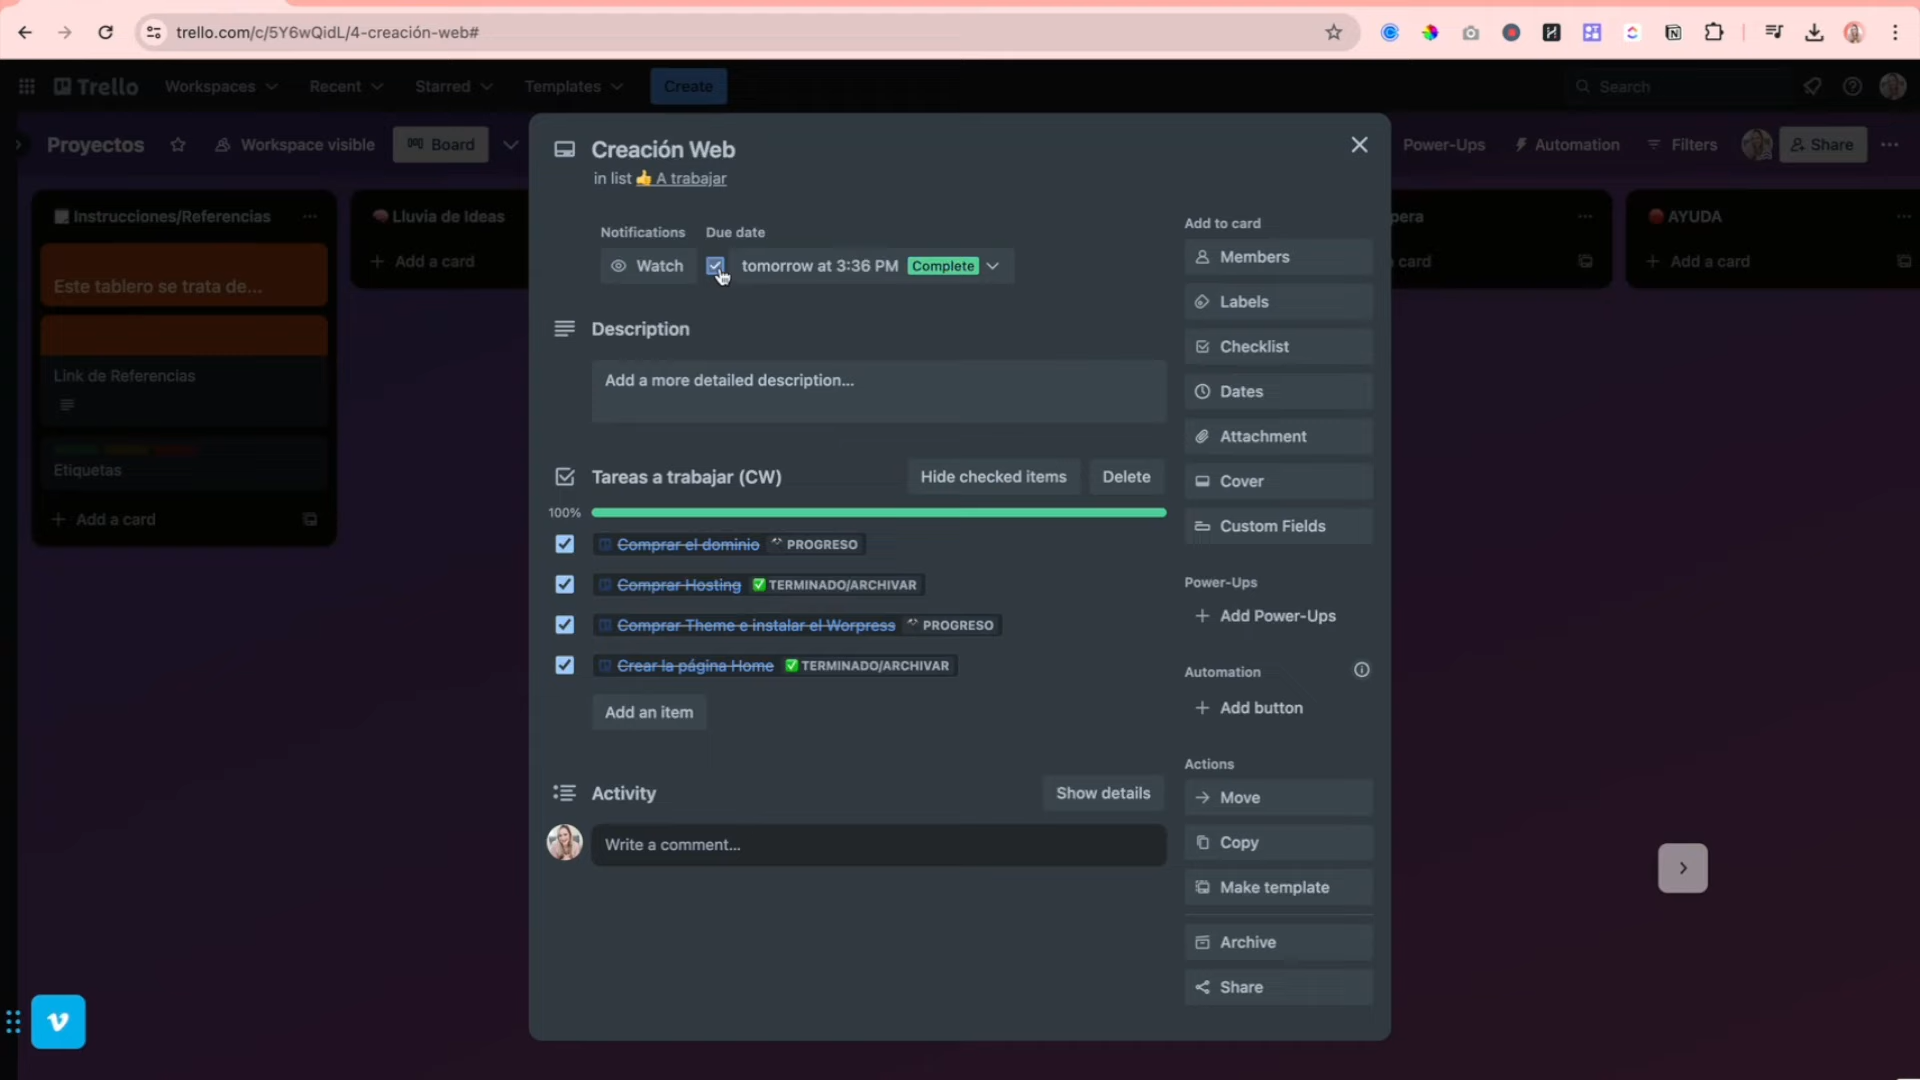 trello.com/c/5Y6wQidL/4-creación-web#
Trello
Workspaces
Recent
Starred
Templates
Create
Search
Proyectos
Workspace visible
Board
Power-Ups
Automation
Filters
Share
Instrucciones/Referencias
Este tablero se trata de...
Link de Referencias
Etiquetas
+ Add a card
Lluvia de Ideas
+ Add a card
pera
card
AYUDA
+ Add a card
Creación Web
in list 👍 A trabajar
Notifications
Watch
Due date
tomorrow at 3:36 PM Complete
Description
Add a more detailed description...
Tareas a trabajar (CW)
Hide checked items
Delete
100%
Comprar el dominio PROGRESO
Comprar Hosting ✅ TERMINADO/ARCHIVAR
Comprar Theme e instalar el Worpress PROGRESO
Crear la página Home ✅ TERMINADO/ARCHIVAR
Add an item
Activity
Show details
Write a comment...
Add to card
Members
Labels
Checklist
Dates
Attachment
Cover
Custom Fields
Power-Ups
+ Add Power-Ups
Automation
+ Add button
Actions
Move
Copy
Make template
Archive
Share